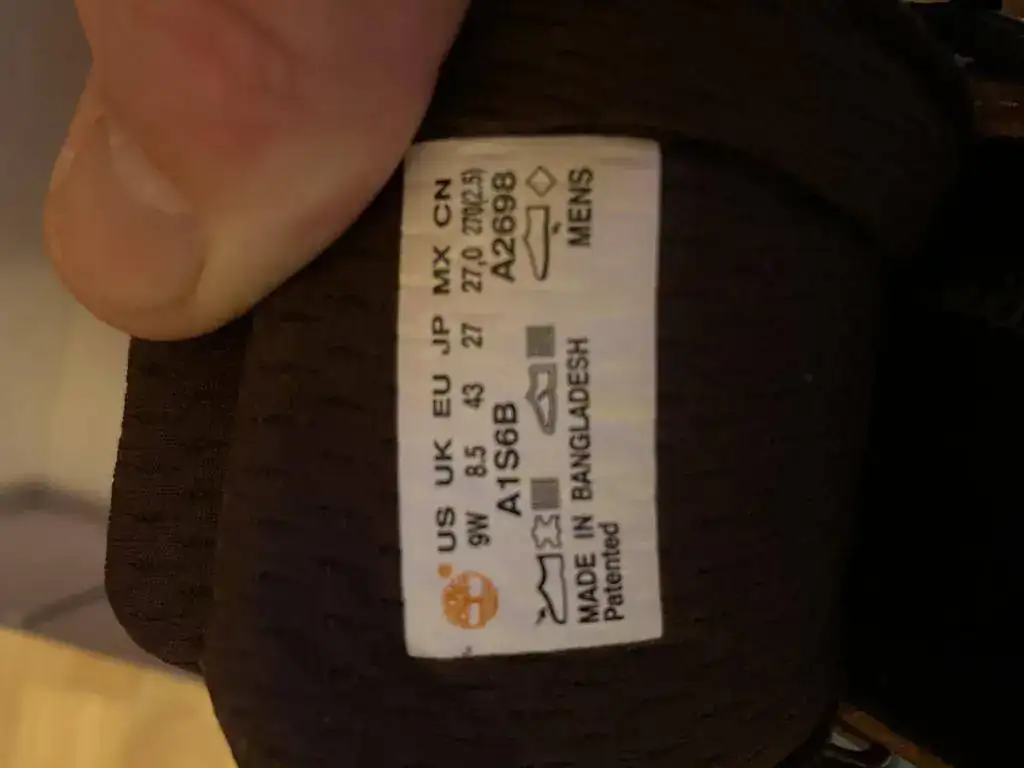 US UK EU JP MX CN
9W 8.5 43 27 27,0 270(2.5)
A1S6B A2698
MADE IN BANGLADESH MENS
Patented